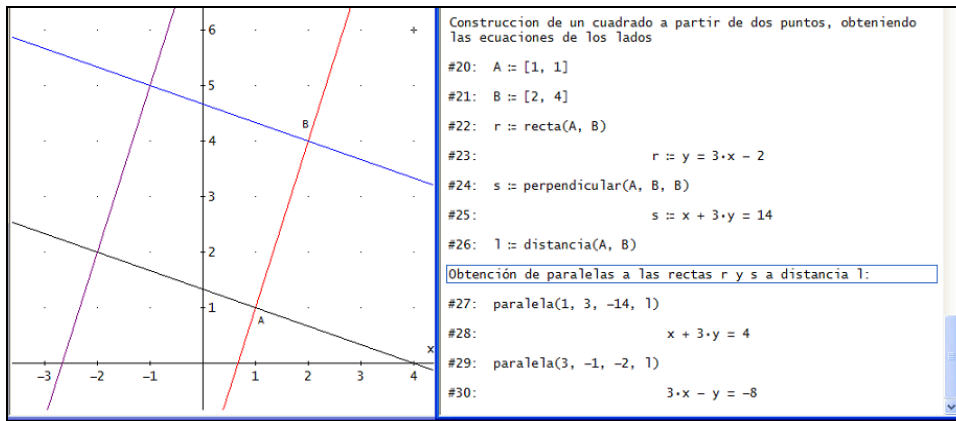 6
5
B
4
3
2
1
A
x
−3 −2 −1 1 2 3 4
Construccion de un cuadrado a partir de dos puntos, obteniendo
las ecuaciones de los lados
#20: A ≔ [1, 1]
#21: B ≔ [2, 4]
#22: r ≔ recta(A, B)
#23: r ≔ y = 3·x − 2
#24: s ≔ perpendicular(A, B, B)
#25: s ≔ x + 3·y = 14
#26: l ≔ distancia(A, B)
Obtención de paralelas a las rectas r y s a distancia l:
#27: paralela(1, 3, −14, l)
#28: x + 3·y = 4
#29: paralela(3, −1, −2, l)
#30: 3·x − y = −8